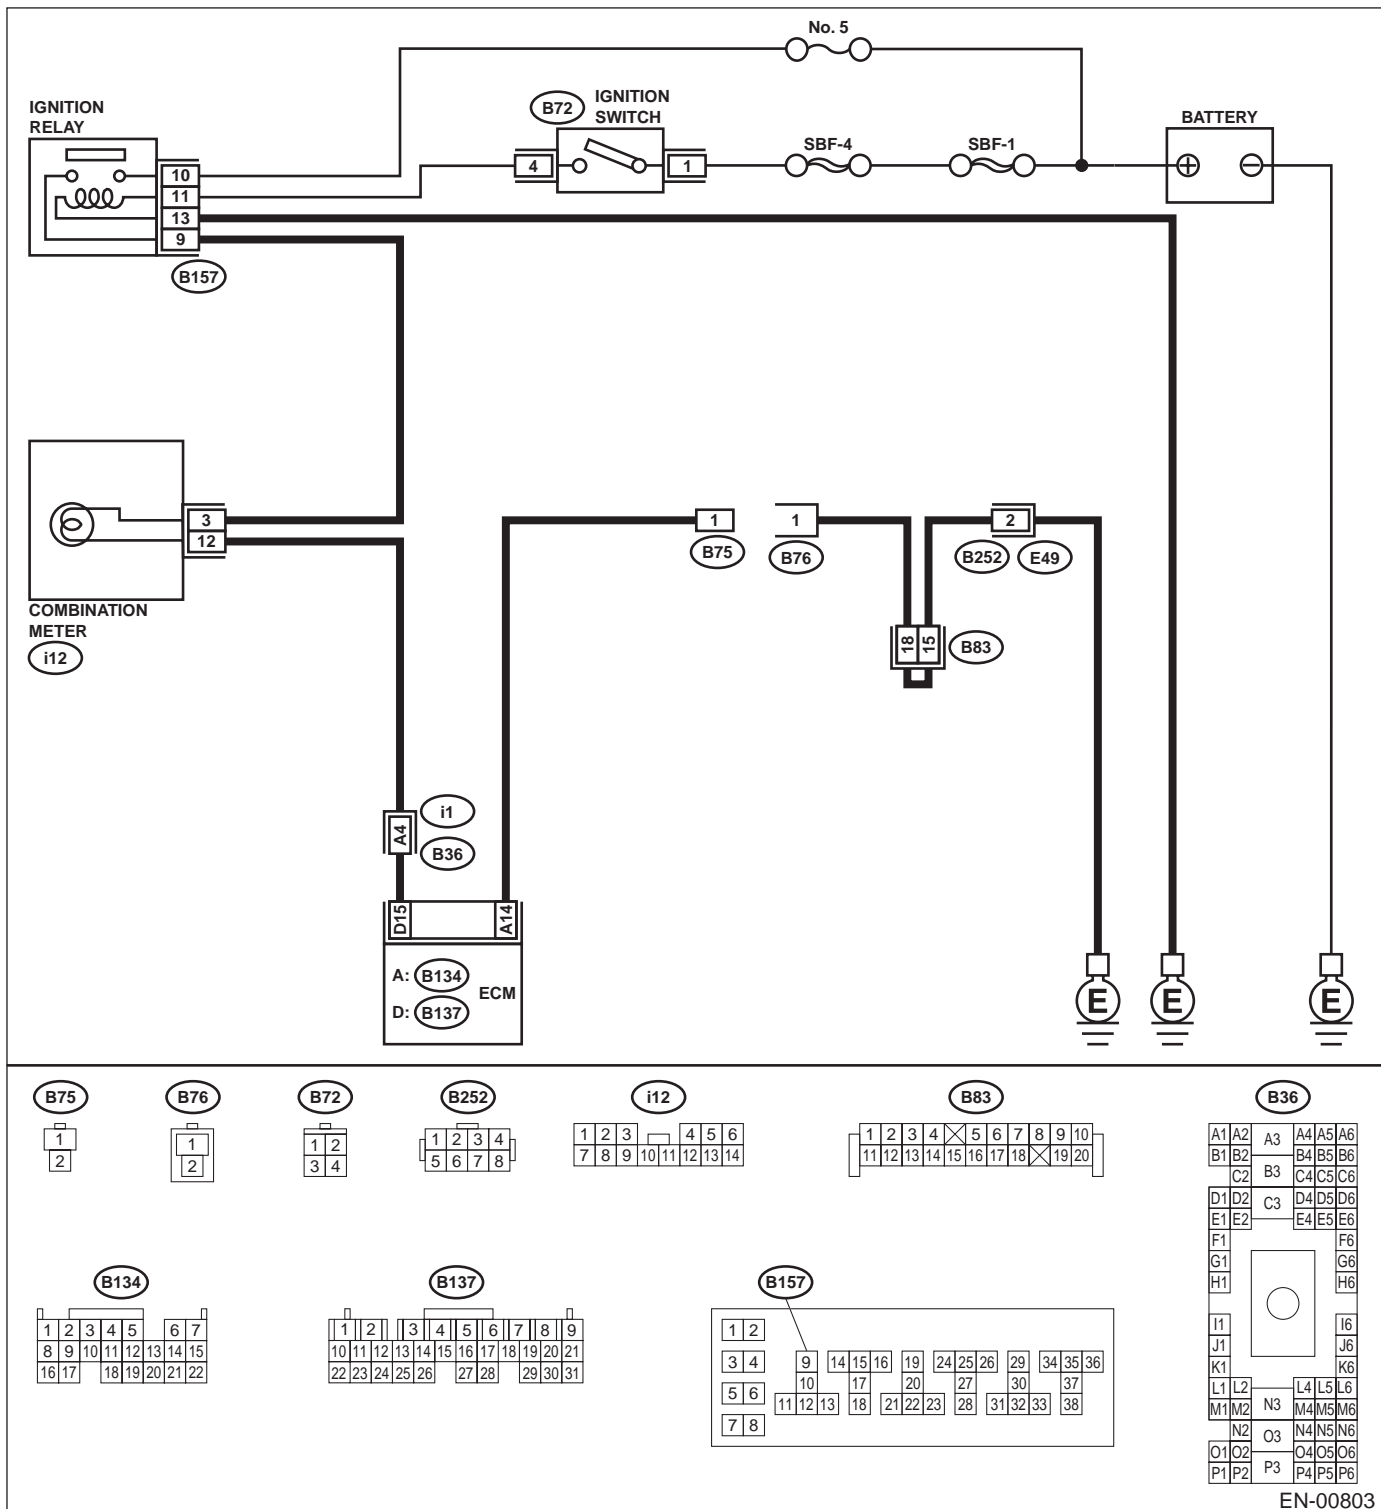 No. 5
IGNITION
RELAY
B72
IGNITION
SWITCH
BATTERY
SBF-4
SBF-1
4
1
10
11
13
9
B157
3
12
COMBINATION
METER
i12
1
B75
1
B76
2
B252
E49
18
15
B83
i1
A4
B36
D15
A14
A: B134
ECM
D: B137
E
E
E
B75
1
2
B76
1
2
B72
1 2
3 4
B252
1 2 3 4
5 6 7 8
i12
1 2 3 4 5 6
7 8 9 10 11 12 13 14
B83
1 2 3 4 5 6 7 8 9 10
11 12 13 14 15 16 17 18 19 20
B36
A1 A2 A3 A4 A5 A6
B1 B2 B3 B4 B5 B6
C2 C4 C5 C6
D1 D2 C3 D4 D5 D6
E1 E2 E4 E5 E6
F1 F6
G1 G6
H1 H6
I1 I6
J1 J6
K1 K6
L1 L2 L4 L5 L6
M1 M2 N3 M4 M5 M6
N2 O3 N4 N5 N6
O1 O2 O4 O5 O6
P1 P2 P3 P4 P5 P6
B134
1 2 3 4 5 6 7
8 9 10 11 12 13 14 15
16 17 18 19 20 21 22
B137
1 2 3 4 5 6 7 8 9
10 11 12 13 14 15 16 17 18 19 20 21
22 23 24 25 26 27 28 29 30 31
B157
1 2
3 4 9 14 15 16 19 24 25 26 29 34 35 36
10 17 20 27 30 37
5 6 11 12 13 18 21 22 23 28 31 32 33 38
7 8
EN-00803